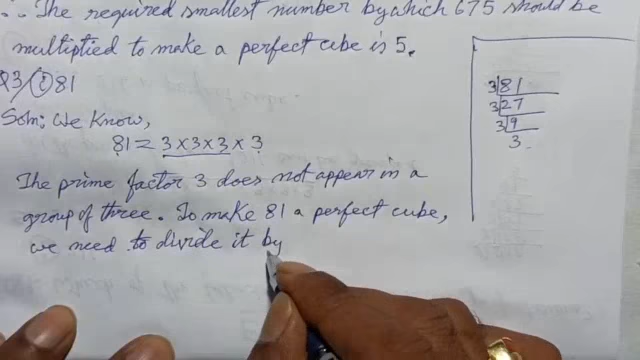 ∴ The required smallest number by which 675 should be
multiplied to make a perfect cube is 5.
Q3/(i) 81
Soln: We Know,
81 = 3 × 3 × 3 × 3
The prime factor 3 does not appear in a
group of three. To make 81 a perfect cube,
we need to divide it by
3 81
3 27
3 9
3